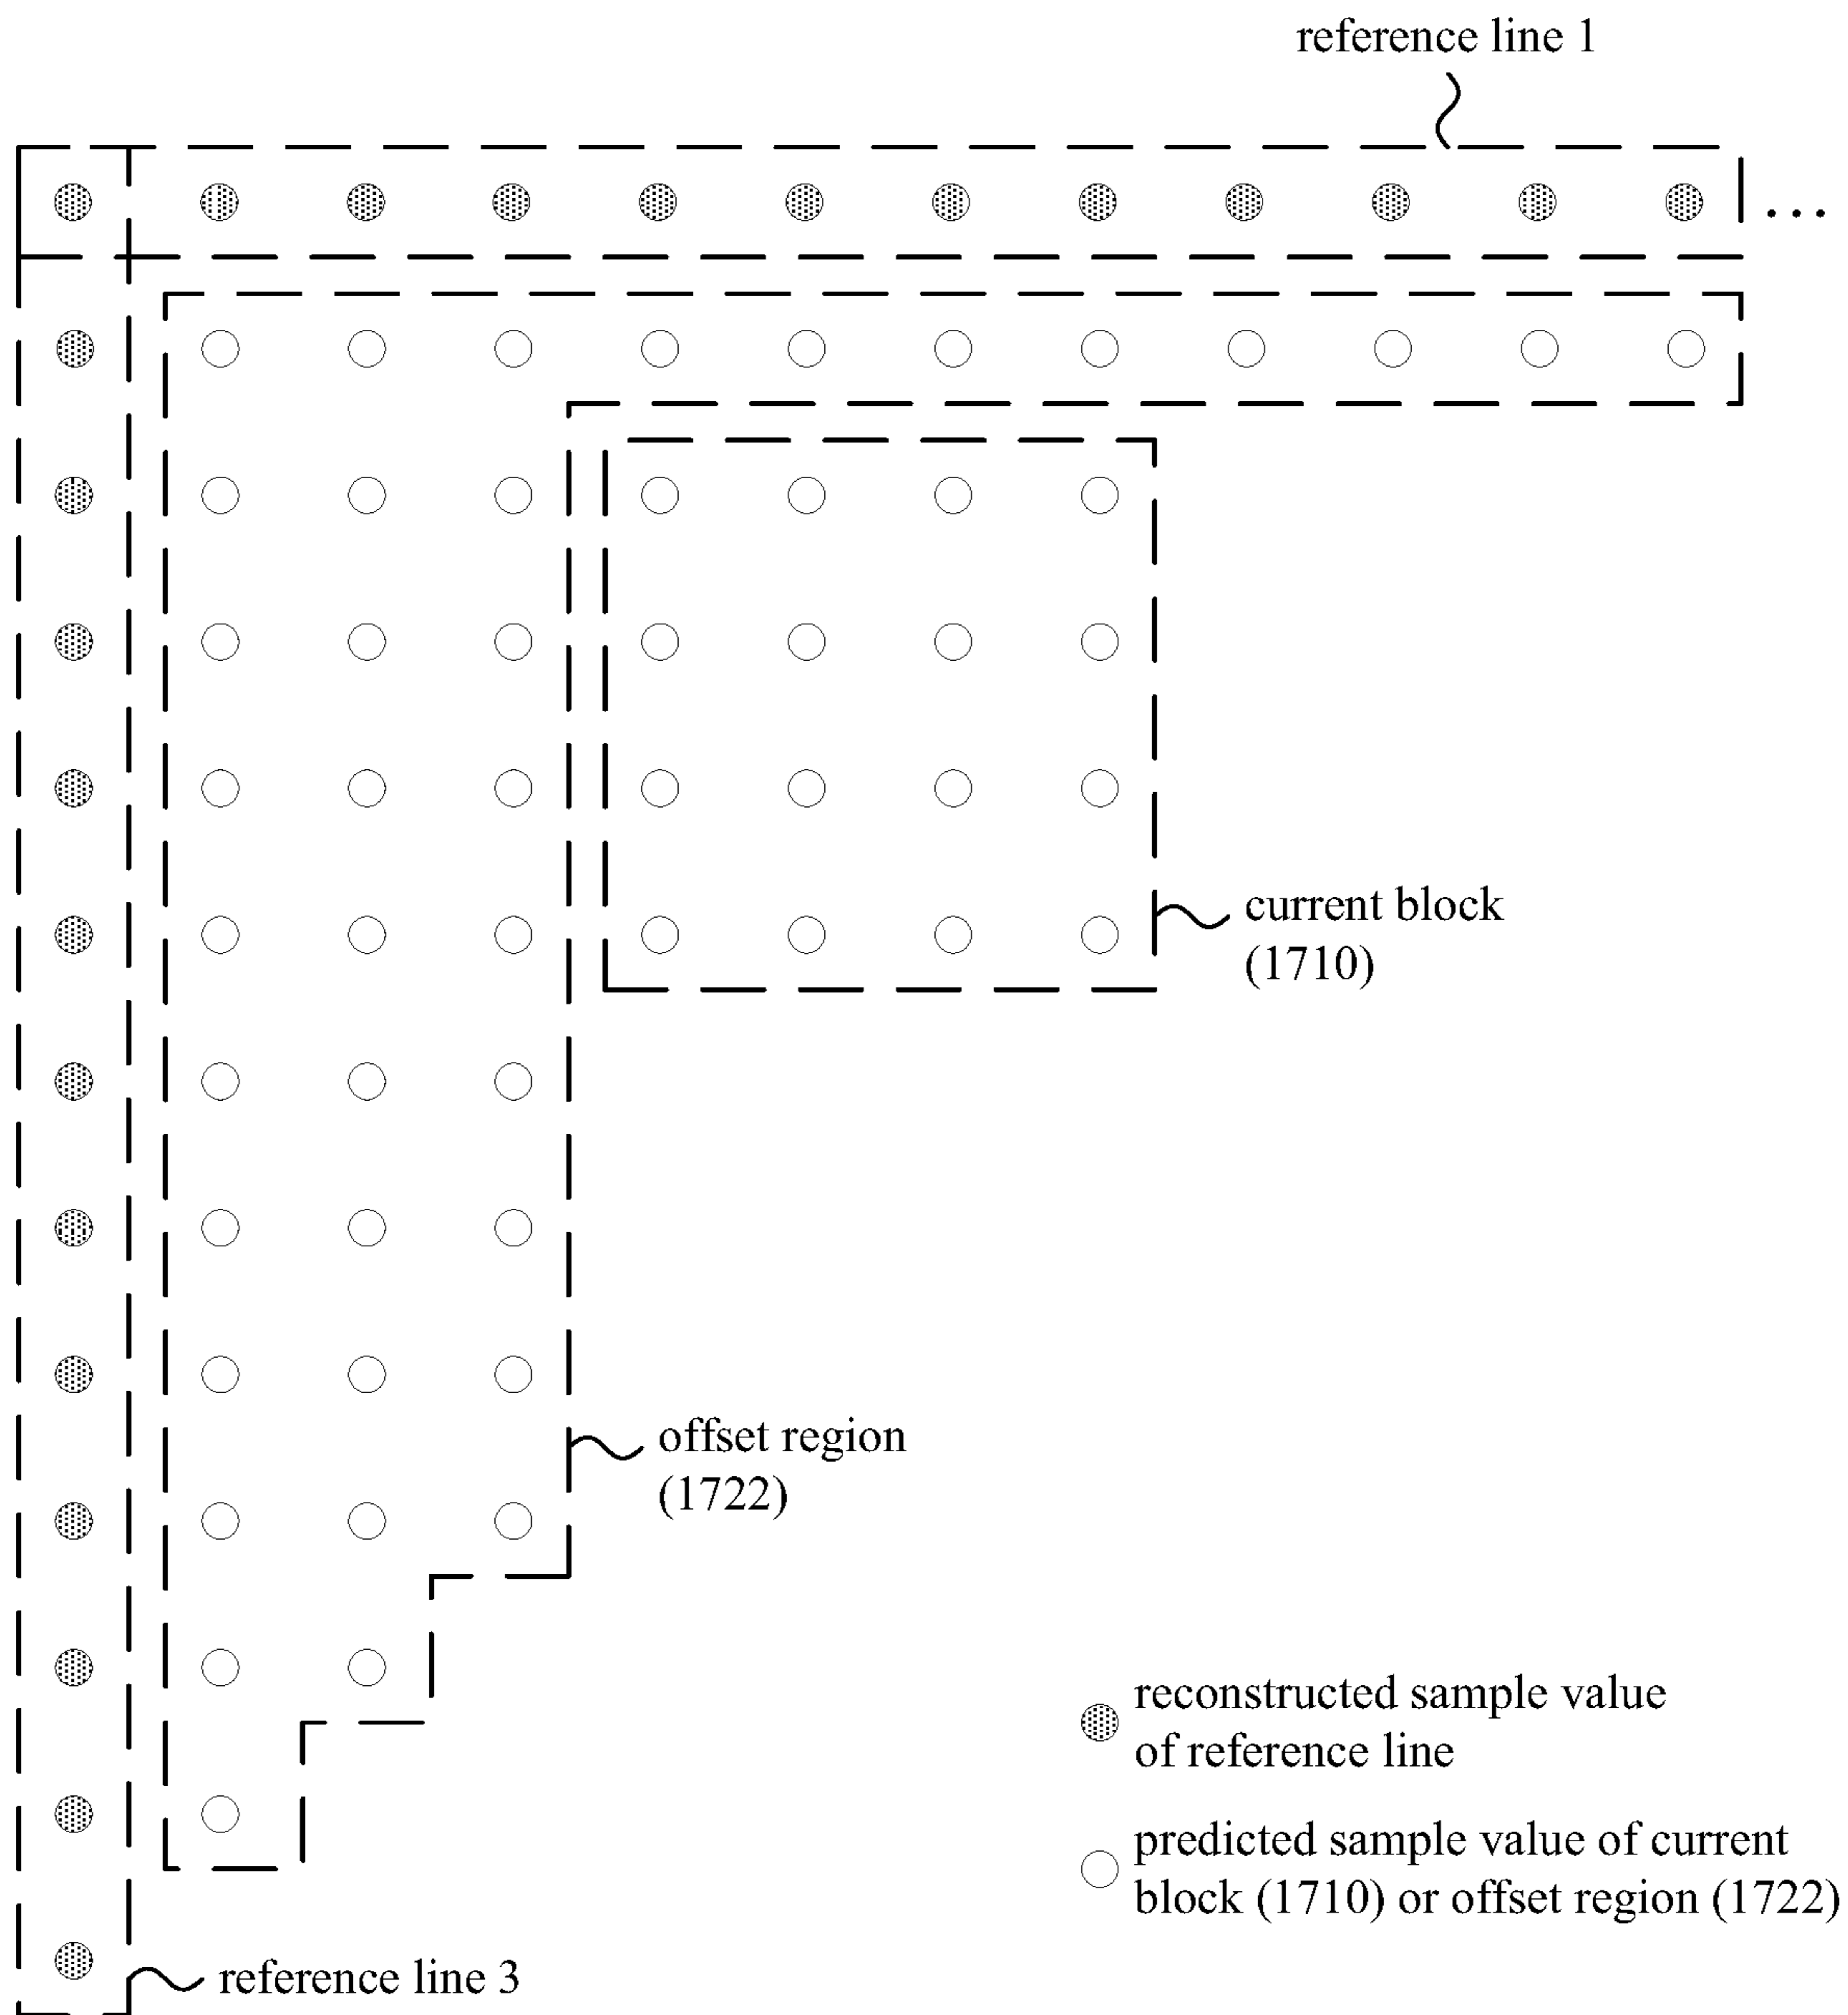 reference line 1
...
current block
(1710)
offset region
(1722)
reconstructed sample value
of reference line
predicted sample value of current
block (1710) or offset region (1722)
reference line 3